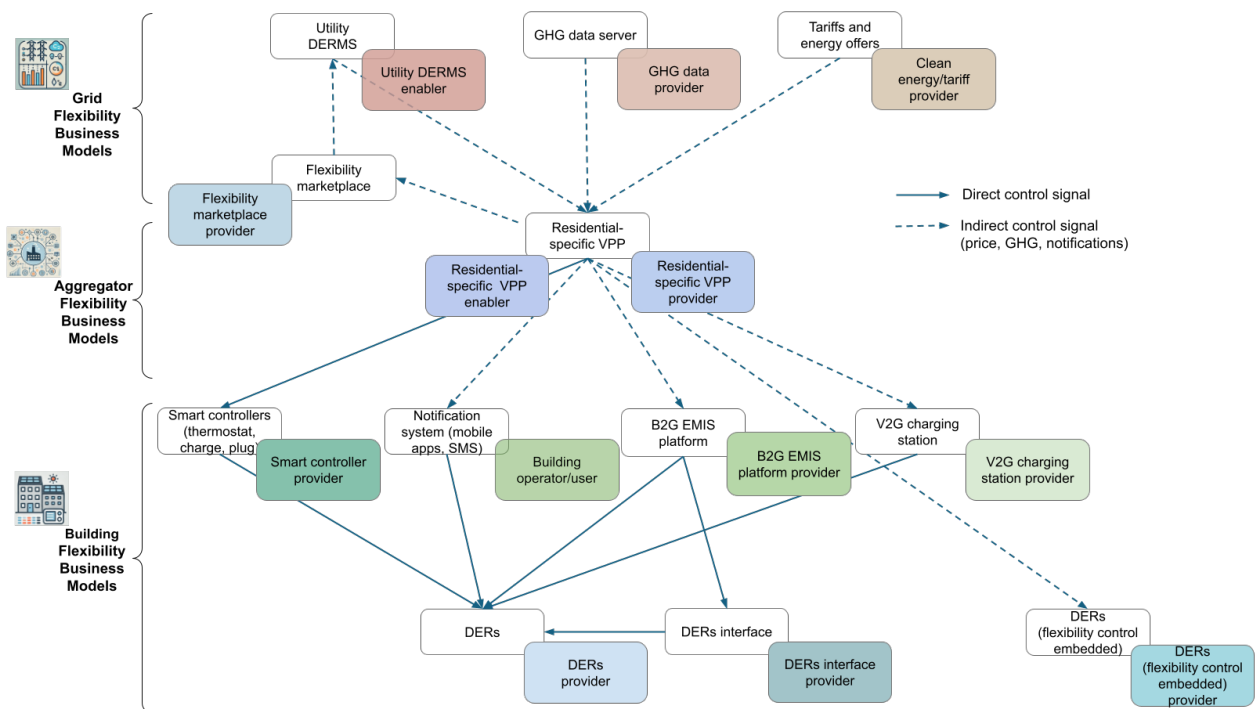 Utility
DERMS
Utility DERMS
enabler
GHG data server
GHG data
provider
Tariffs and
energy offers
Clean
energy/tariff
provider
Grid
Flexibility
Business
Models
Flexibility
marketplace
Flexibility
marketplace
provider
Direct control signal
Indirect control signal
(price, GHG, notifications)
Residential-
specific VPP
Residential-
specific VPP
enabler
Residential-
specific VPP
provider
Aggregator
Flexibility
Business
Models
Smart controllers
(thermostat,
charge, plug)
Smart controller
provider
Notification
system (mobile
apps, SMS)
Building
operator/user
B2G EMIS
platform
B2G EMIS
platform provider
V2G charging
station
V2G charging
station provider
Building
Flexibility
Business
Models
DERs
DERs
provider
DERs interface
DERs interface
provider
DERs
(flexibility control
embedded)
DERs
(flexibility control
embedded)
provider